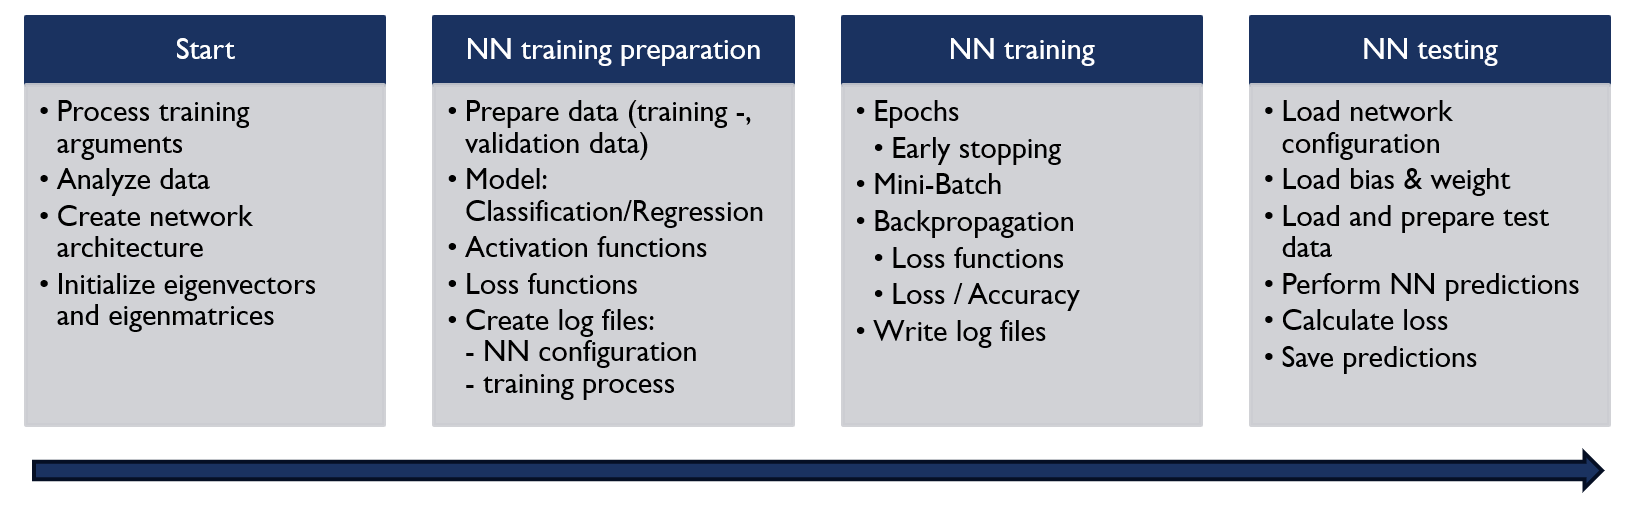 Start
• Process training
arguments
• Analyze data
• Create network
architecture
• Initialize eigenvectors
and eigenmatrices
NN training preparation
• Prepare data (training -,
validation data)
• Model:
Classification/Regression
• Activation functions
• Loss functions
• Create log files:
- NN configuration
- training process
NN training
• Epochs
• Early stopping
• Mini-Batch
• Backpropagation
• Loss functions
• Loss / Accuracy
• Write log files
NN testing
• Load network
configuration
• Load bias & weight
• Load and prepare test
data
• Perform NN predictions
• Calculate loss
• Save predictions